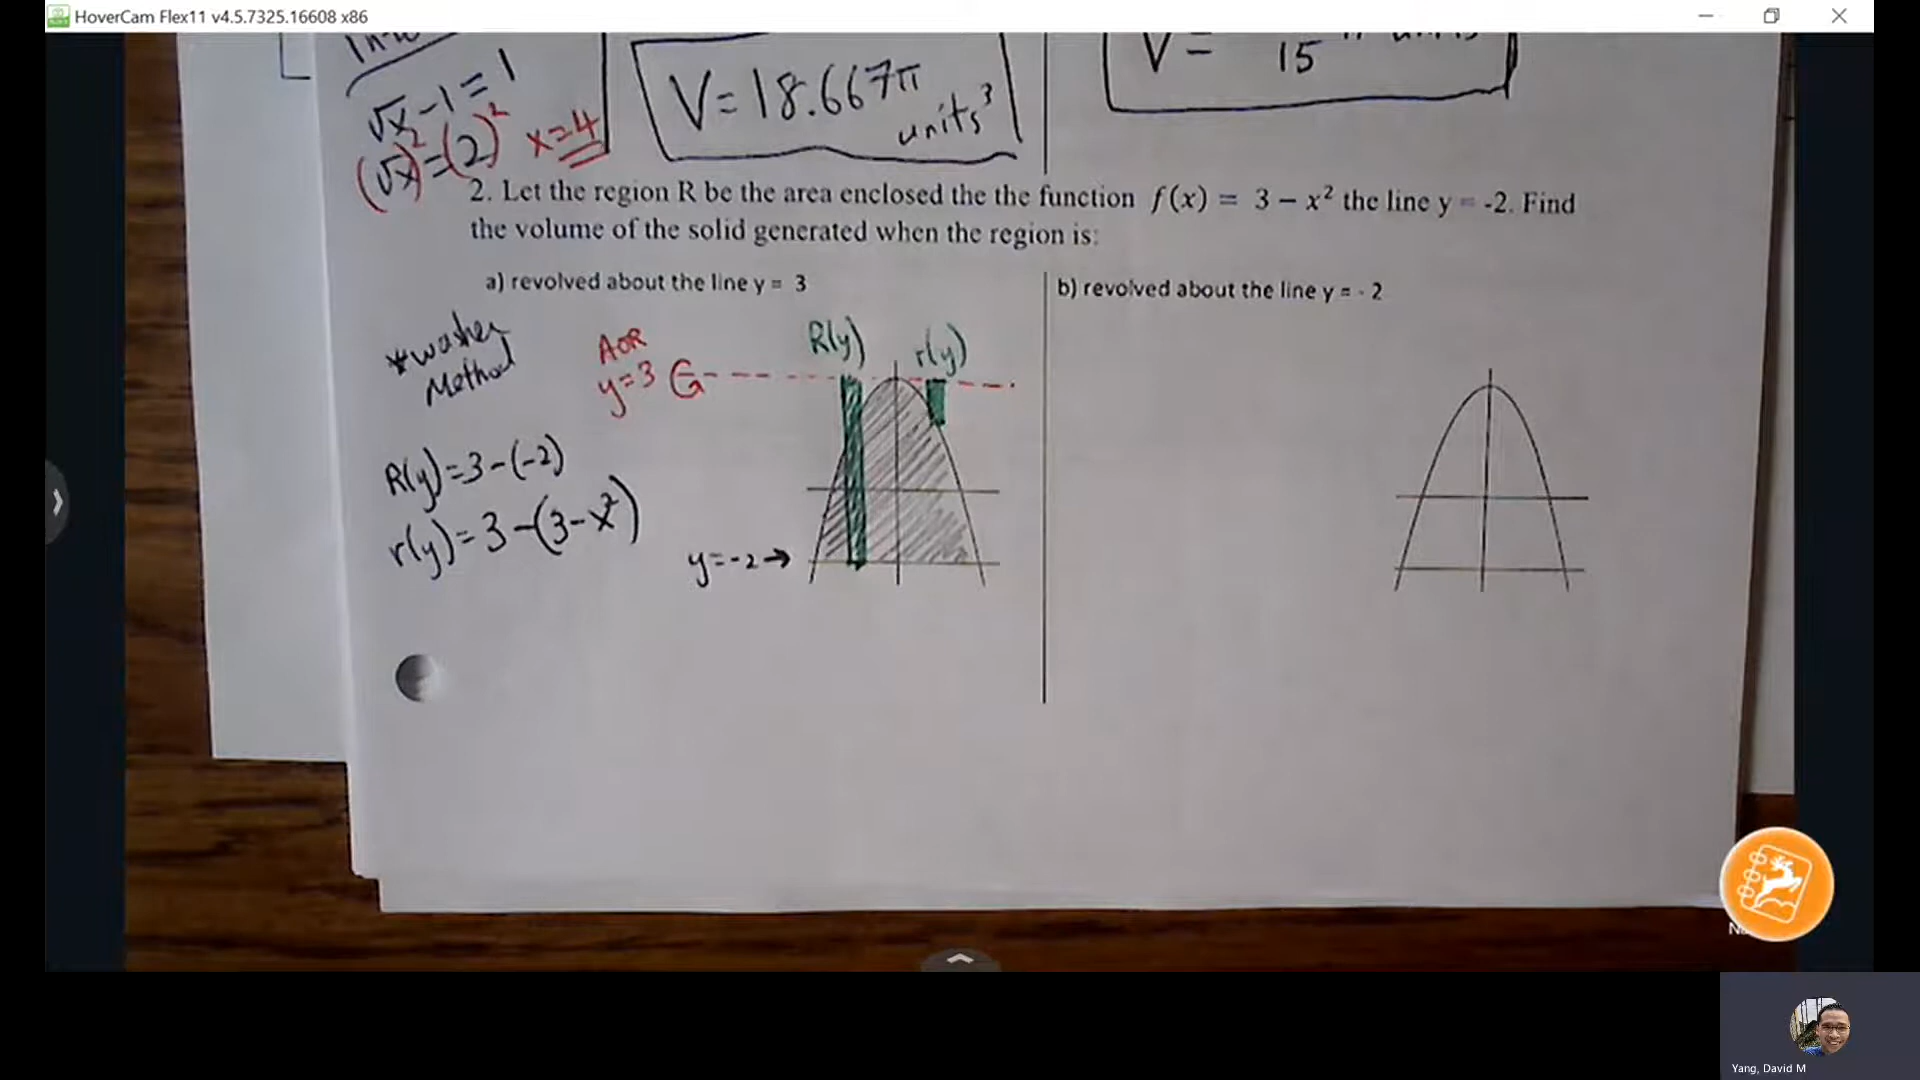 HoverCam Flex11 v4.5.7325.16608 x86
√x - 1 = 1
(√x)² = (2)² x = 4
V = 18.667π units³
V = 15
2. Let the region R be the area enclosed the the function f(x) = 3 − x² the line y = -2. Find
the volume of the solid generated when the region is:
a) revolved about the line y = 3
*washer
Method
AOR
y=3
R(y)
r(y)
R(y)=3-(-2)
r(y)=3-(3-x²)
y=-2→
b) revolved about the line y = - 2
Yang, David M